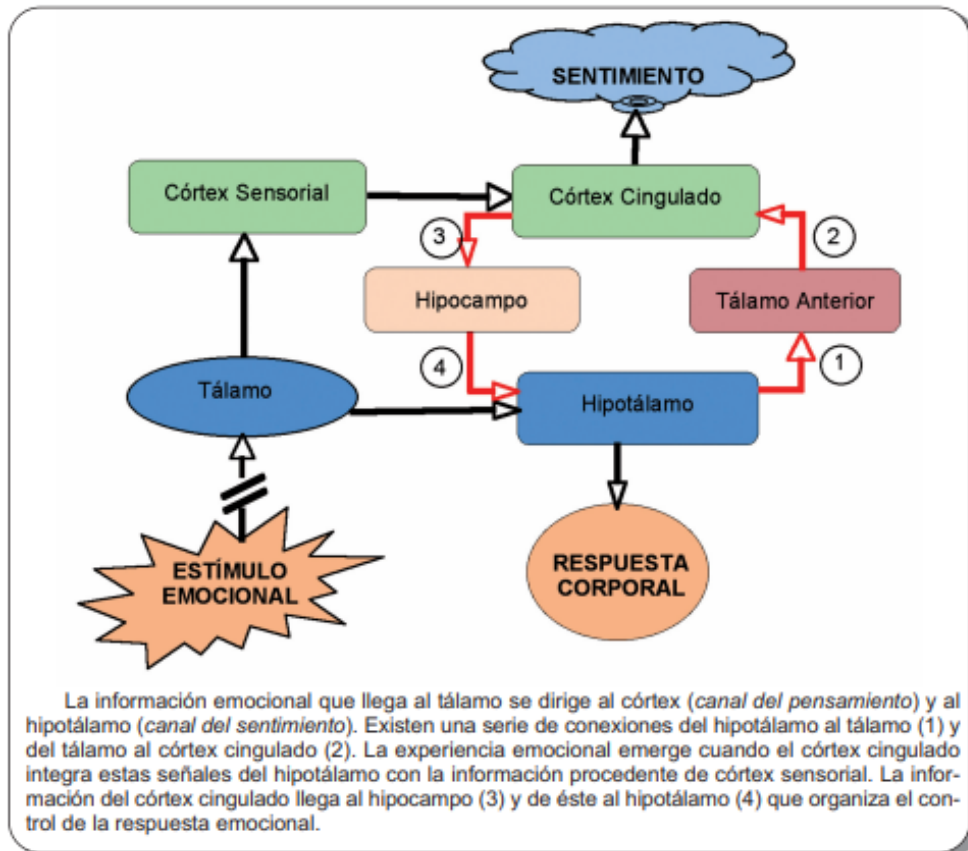 SENTIMIENTO
Córtex Sensorial
Córtex Cingulado
3
2
Hipocampo
Tálamo Anterior
4
1
Tálamo
Hipotálamo
ESTÍMULO
EMOCIONAL
RESPUESTA
CORPORAL
La información emocional que llega al tálamo se dirige al córtex (canal del pensamiento) y al
hipotálamo (canal del sentimiento). Existen una serie de conexiones del hipotálamo al tálamo (1) y
del tálamo al córtex cingulado (2). La experiencia emocional emerge cuando el córtex cingulado
integra estas señales del hipotálamo con la información procedente de córtex sensorial. La infor-
mación del córtex cingulado llega al hipocampo (3) y de éste al hipotálamo (4) que organiza el con-
trol de la respuesta emocional.